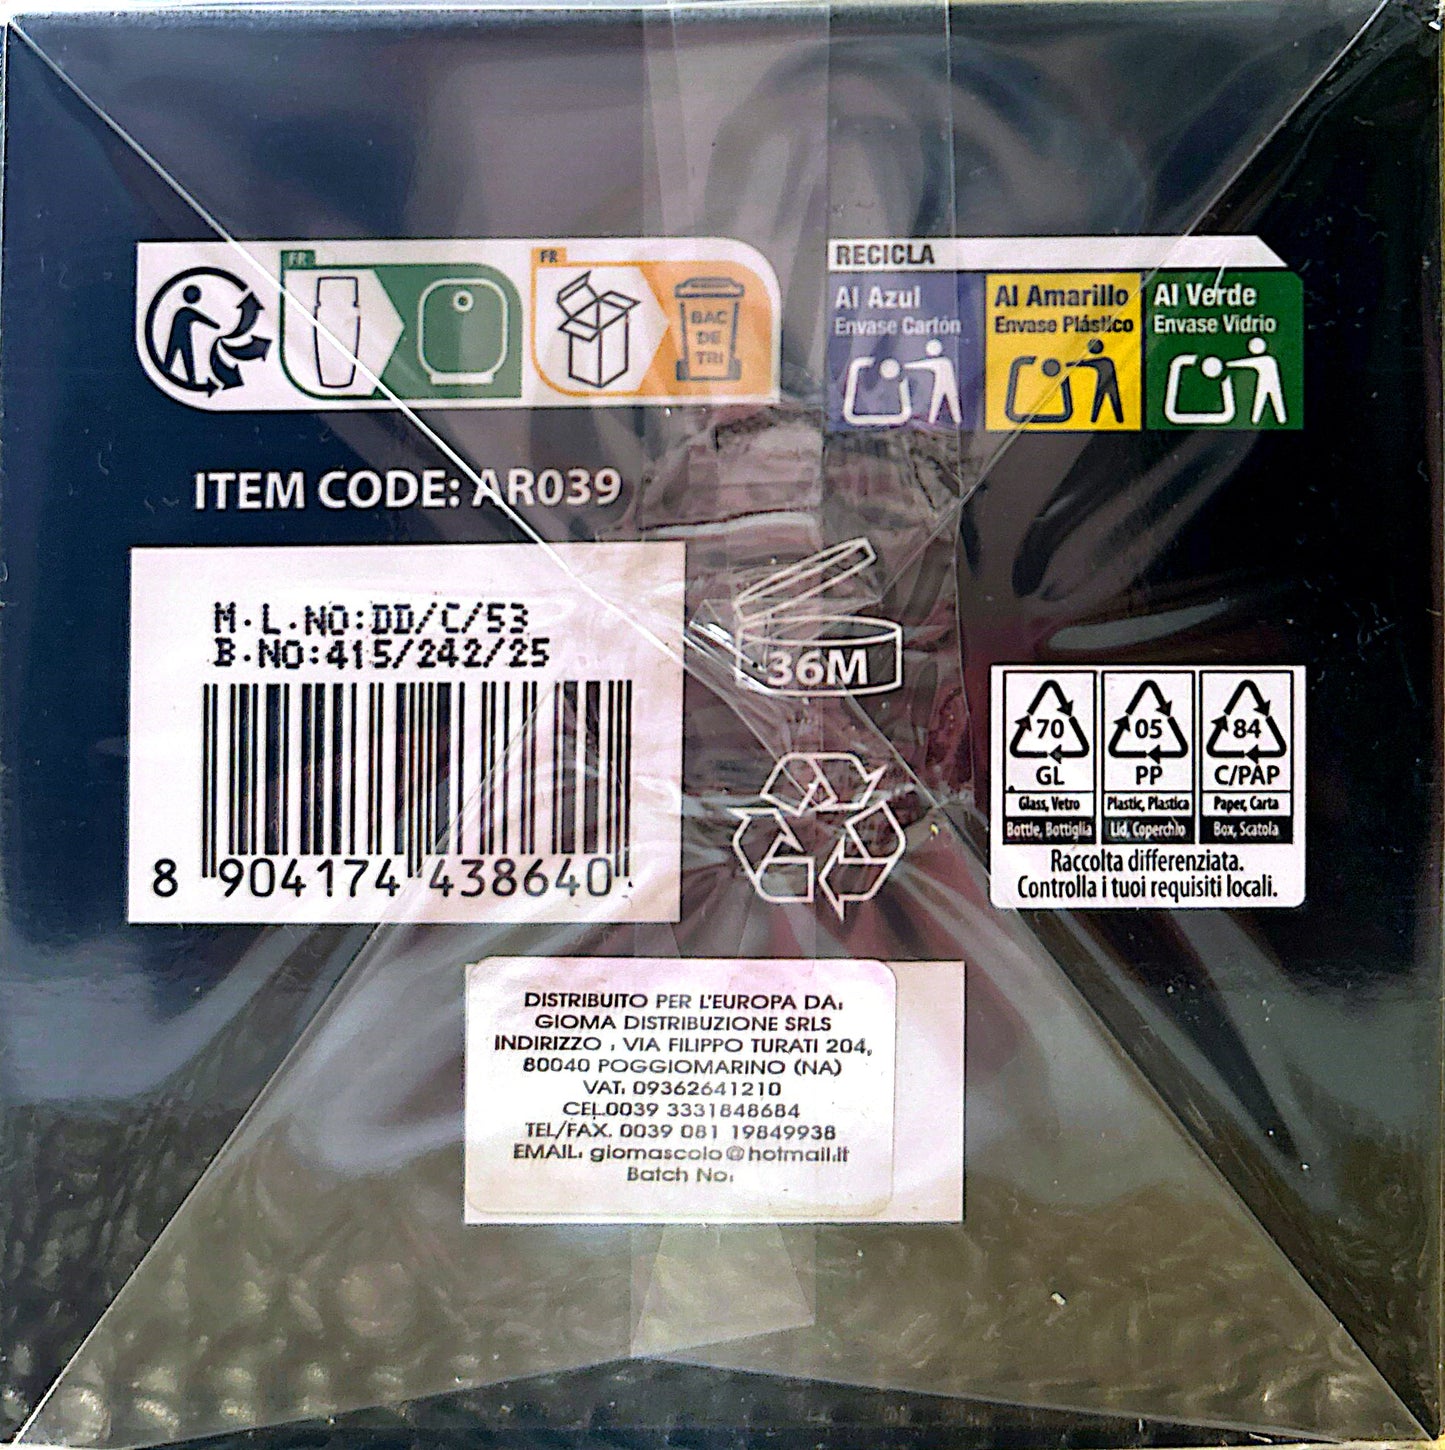 FR
FR
BAC
DE
TRI
RECICLA
Al Azul
Envase Cartón
Al Amarillo
Envase Plástico
Al Verde
Envase Vidrio
ITEM CODE: AR039
M.L.NO:DD/C/53
B.NO:415/242/25
8 904174 438640
36M
70
GL
Glass, Vetro
Bottle, Bottiglia
05
PP
Plastic, Plastica
Lid, Coperchio
84
C/PAP
Paper, Carta
Box, Scatola
Raccolta differenziata.
Controlla i tuoi requisiti locali.
DISTRIBUITO PER L'EUROPA DA:
GIOMA DISTRIBUZIONE SRLS
INDIRIZZO : VIA FILIPPO TURATI 204,
80040 POGGIOMARINO (NA)
VAT: 09362641210
CEL.0039 3331848684
TEL/FAX. 0039 081 19849938
EMAIL: giomascolo@hotmail.it
Batch No: